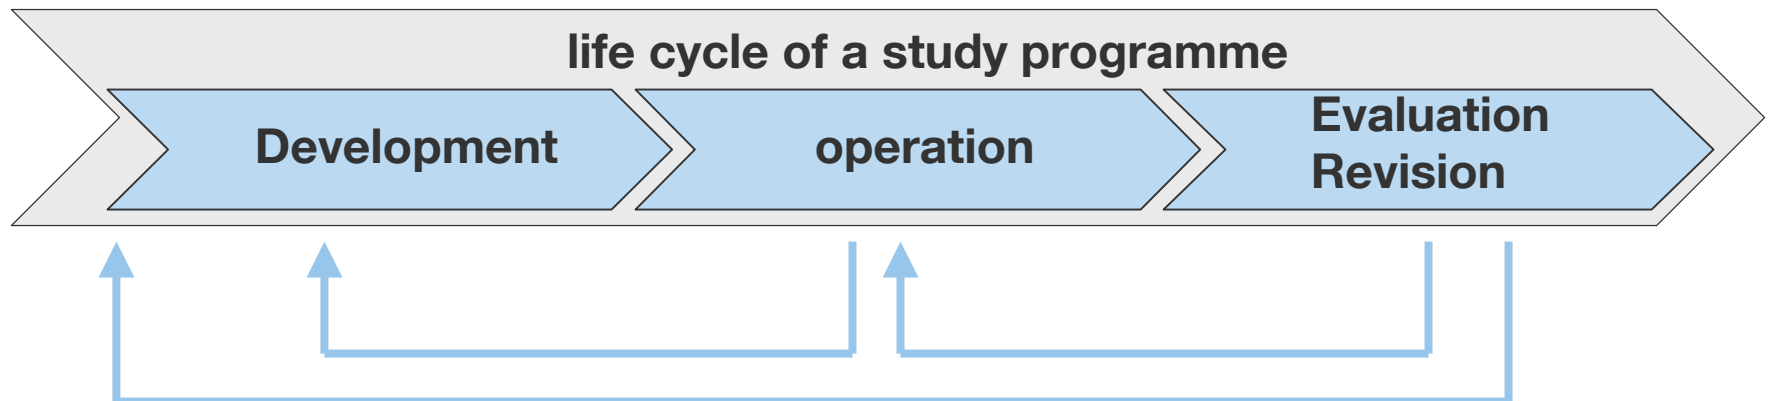 life cycle of a study programme
Development
operation
Evaluation
Revision